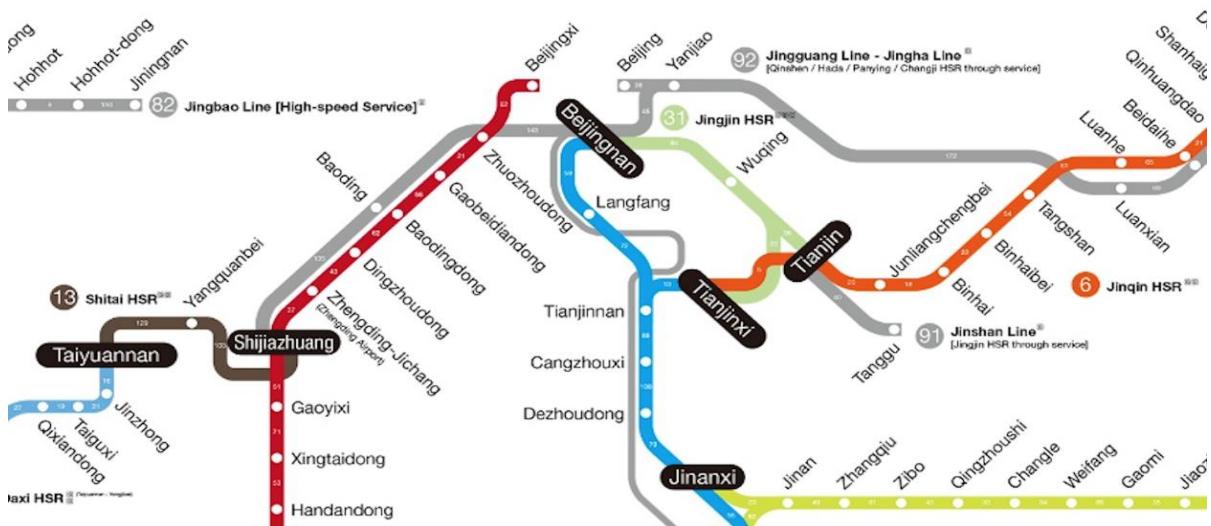 Hohhot
Hohhot-dong
Jiningnan
82 Jingbao Line [High-speed Service]
Beijingxi
Beijing
Yanjiao
92 Jingguang Line - Jingha Line
[Qinshen / Hada / Panying / Changji HSR through service]
Qinhuangdao
Beidaihe
Luanhe
Luanxian
31 Jingjin HSR
Beijingnan
Wuqing
Zhuozhoudong
Gaobeidiandong
Baoding
Baodingdong
Dingzhoudong
Zhengding-Jichang
(Zhengding Airport)
Langfang
Tianjin
Junliangchengbei
Tangshan
Binhaibei
Binhai
6 Jinqin HSR
Yangquanbei
13 Shitai HSR
Shijiazhuang
Taiyuannan
Tianjinnan
Tianjinxi
Tanggu
91 Jinshan Line
[Jingjin HSR through service]
Cangzhouxi
Dezhoudong
Jinzhong
Taiguxi
Qixiandong
Gaoyixi
Xingtaidong
Handandong
Jinanxi
Jinan
Zhangqiu
Zibo
Qingzhoushi
Changle
Weifang
Gaomi